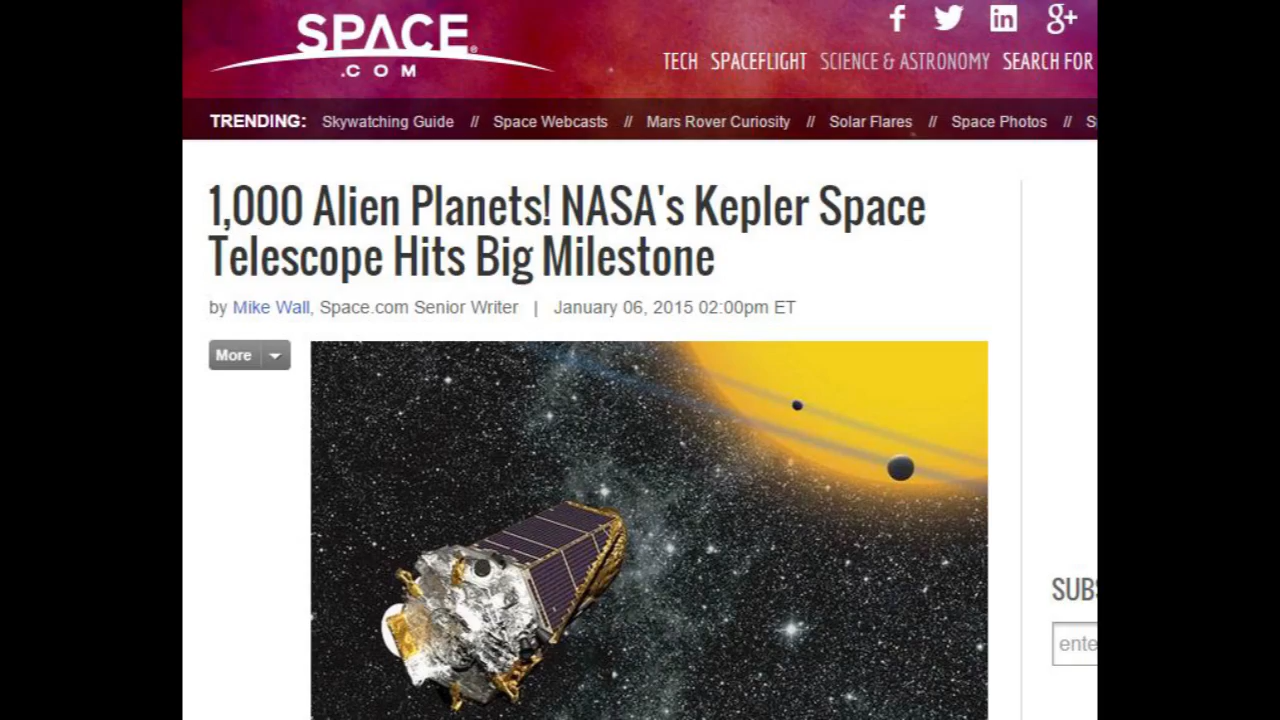 SPACE
.COM
TECH SPACEFLIGHT SCIENCE & ASTRONOMY SEARCH FOR
TRENDING: Skywatching Guide // Space Webcasts // Mars Rover Curiosity // Solar Flares // Space Photos // S
1,000 Alien Planets! NASA's Kepler Space
Telescope Hits Big Milestone
by Mike Wall, Space.com Senior Writer | January 06, 2015 02:00pm ET
More
SUBS
ente